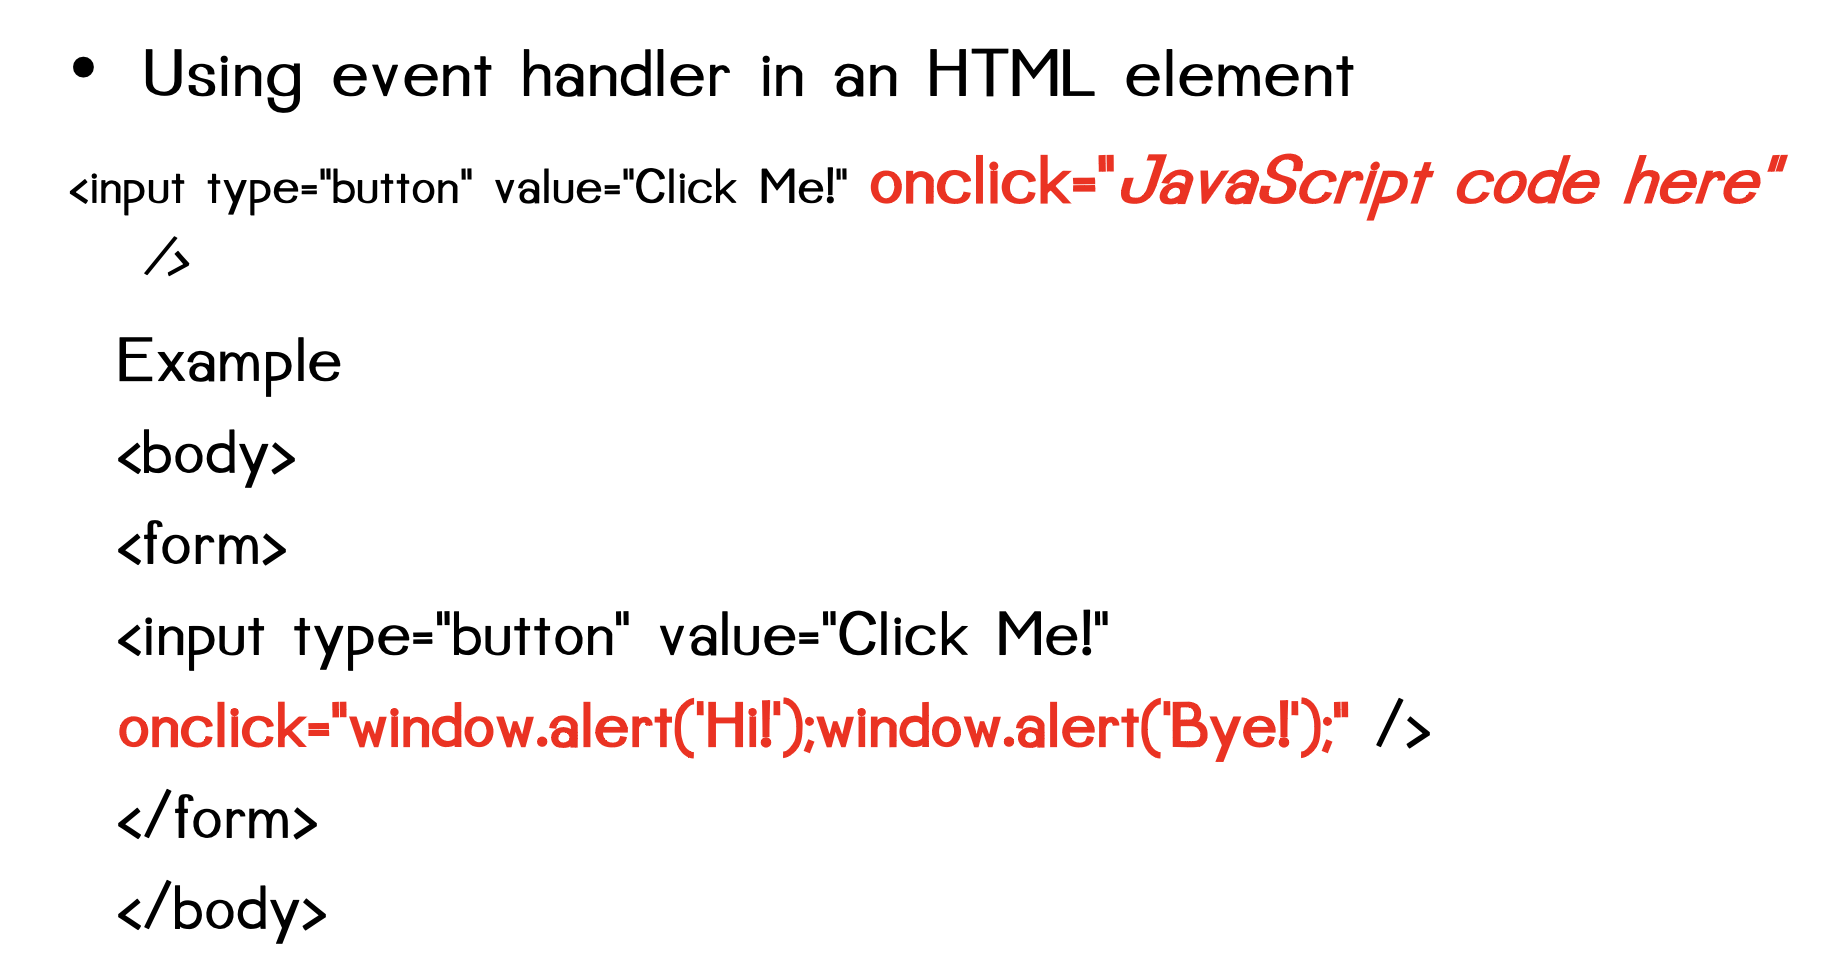 • Using event handler in an HTML element
<input type="button" value="Click Me!" onclick="JavaScript code here"
/>
Example
<body>
<form>
<input type="button" value="Click Me!"
onclick="window.alert('Hi!');window.alert('Bye!');" />
</form>
</body>